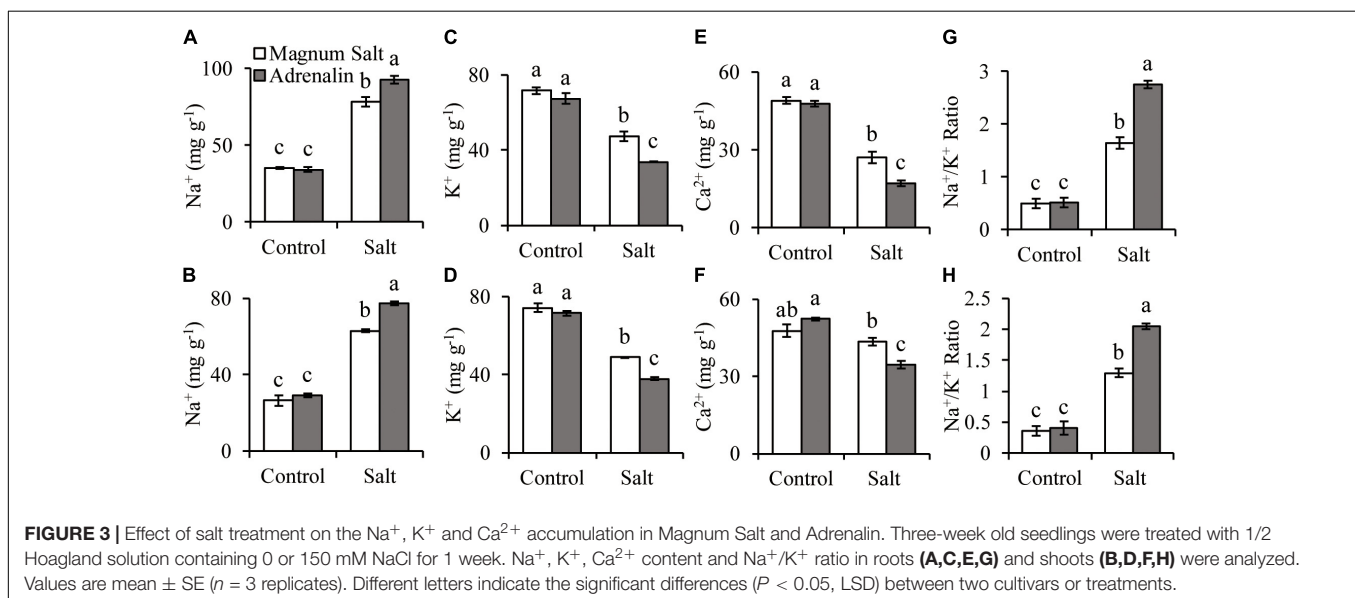 A
Magnum Salt
Adrenalin
Na⁺ (mg g⁻¹)
100
50
0
c c b a
Control Salt
C
K⁺ (mg g⁻¹)
80
40
0
a a b c
Control Salt
E
Ca²⁺ (mg g⁻¹)
60
30
0
a a b c
Control Salt
G
Na⁺/K⁺ Ratio
3
2
1
0
c c b a
Control Salt
B
Na⁺ (mg g⁻¹)
80
40
0
c c b a
Control Salt
D
K⁺ (mg g⁻¹)
80
40
0
a a b c
Control Salt
F
Ca²⁺ (mg g⁻¹)
60
30
0
ab a b c
Control Salt
H
Na⁺/K⁺ Ratio
2.5
2
1.5
1
0.5
0
c c b a
Control Salt
FIGURE 3 | Effect of salt treatment on the Na⁺, K⁺ and Ca²⁺ accumulation in Magnum Salt and Adrenalin. Three-week old seedlings were treated with 1/2
Hoagland solution containing 0 or 150 mM NaCl for 1 week. Na⁺, K⁺, Ca²⁺ content and Na⁺/K⁺ ratio in roots (A,C,E,G) and shoots (B,D,F,H) were analyzed.
Values are mean ± SE (n = 3 replicates). Different letters indicate the significant differences (P < 0.05, LSD) between two cultivars or treatments.